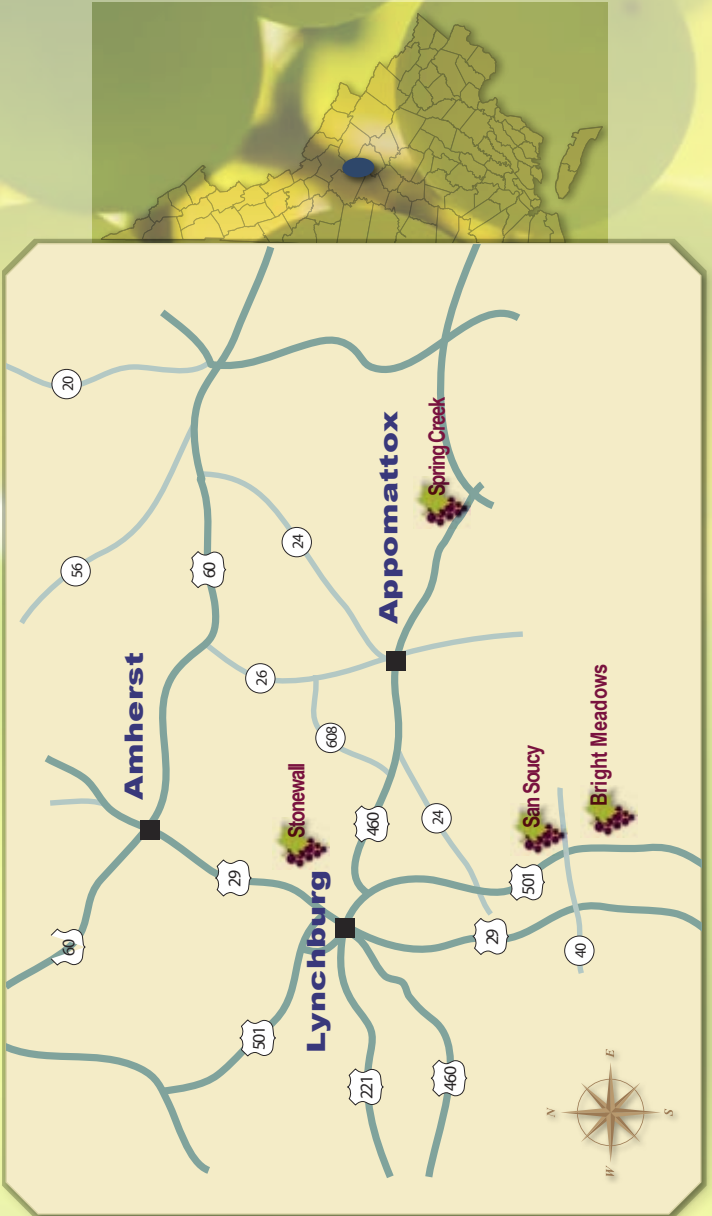 60
56
20
Amherst
60
29
501
26
Stonewall
24
Lynchburg
608
221
460
Appomattox
24
Spring Creek
460
29
501
San Soucy
40
Bright Meadows
N
W
E
S